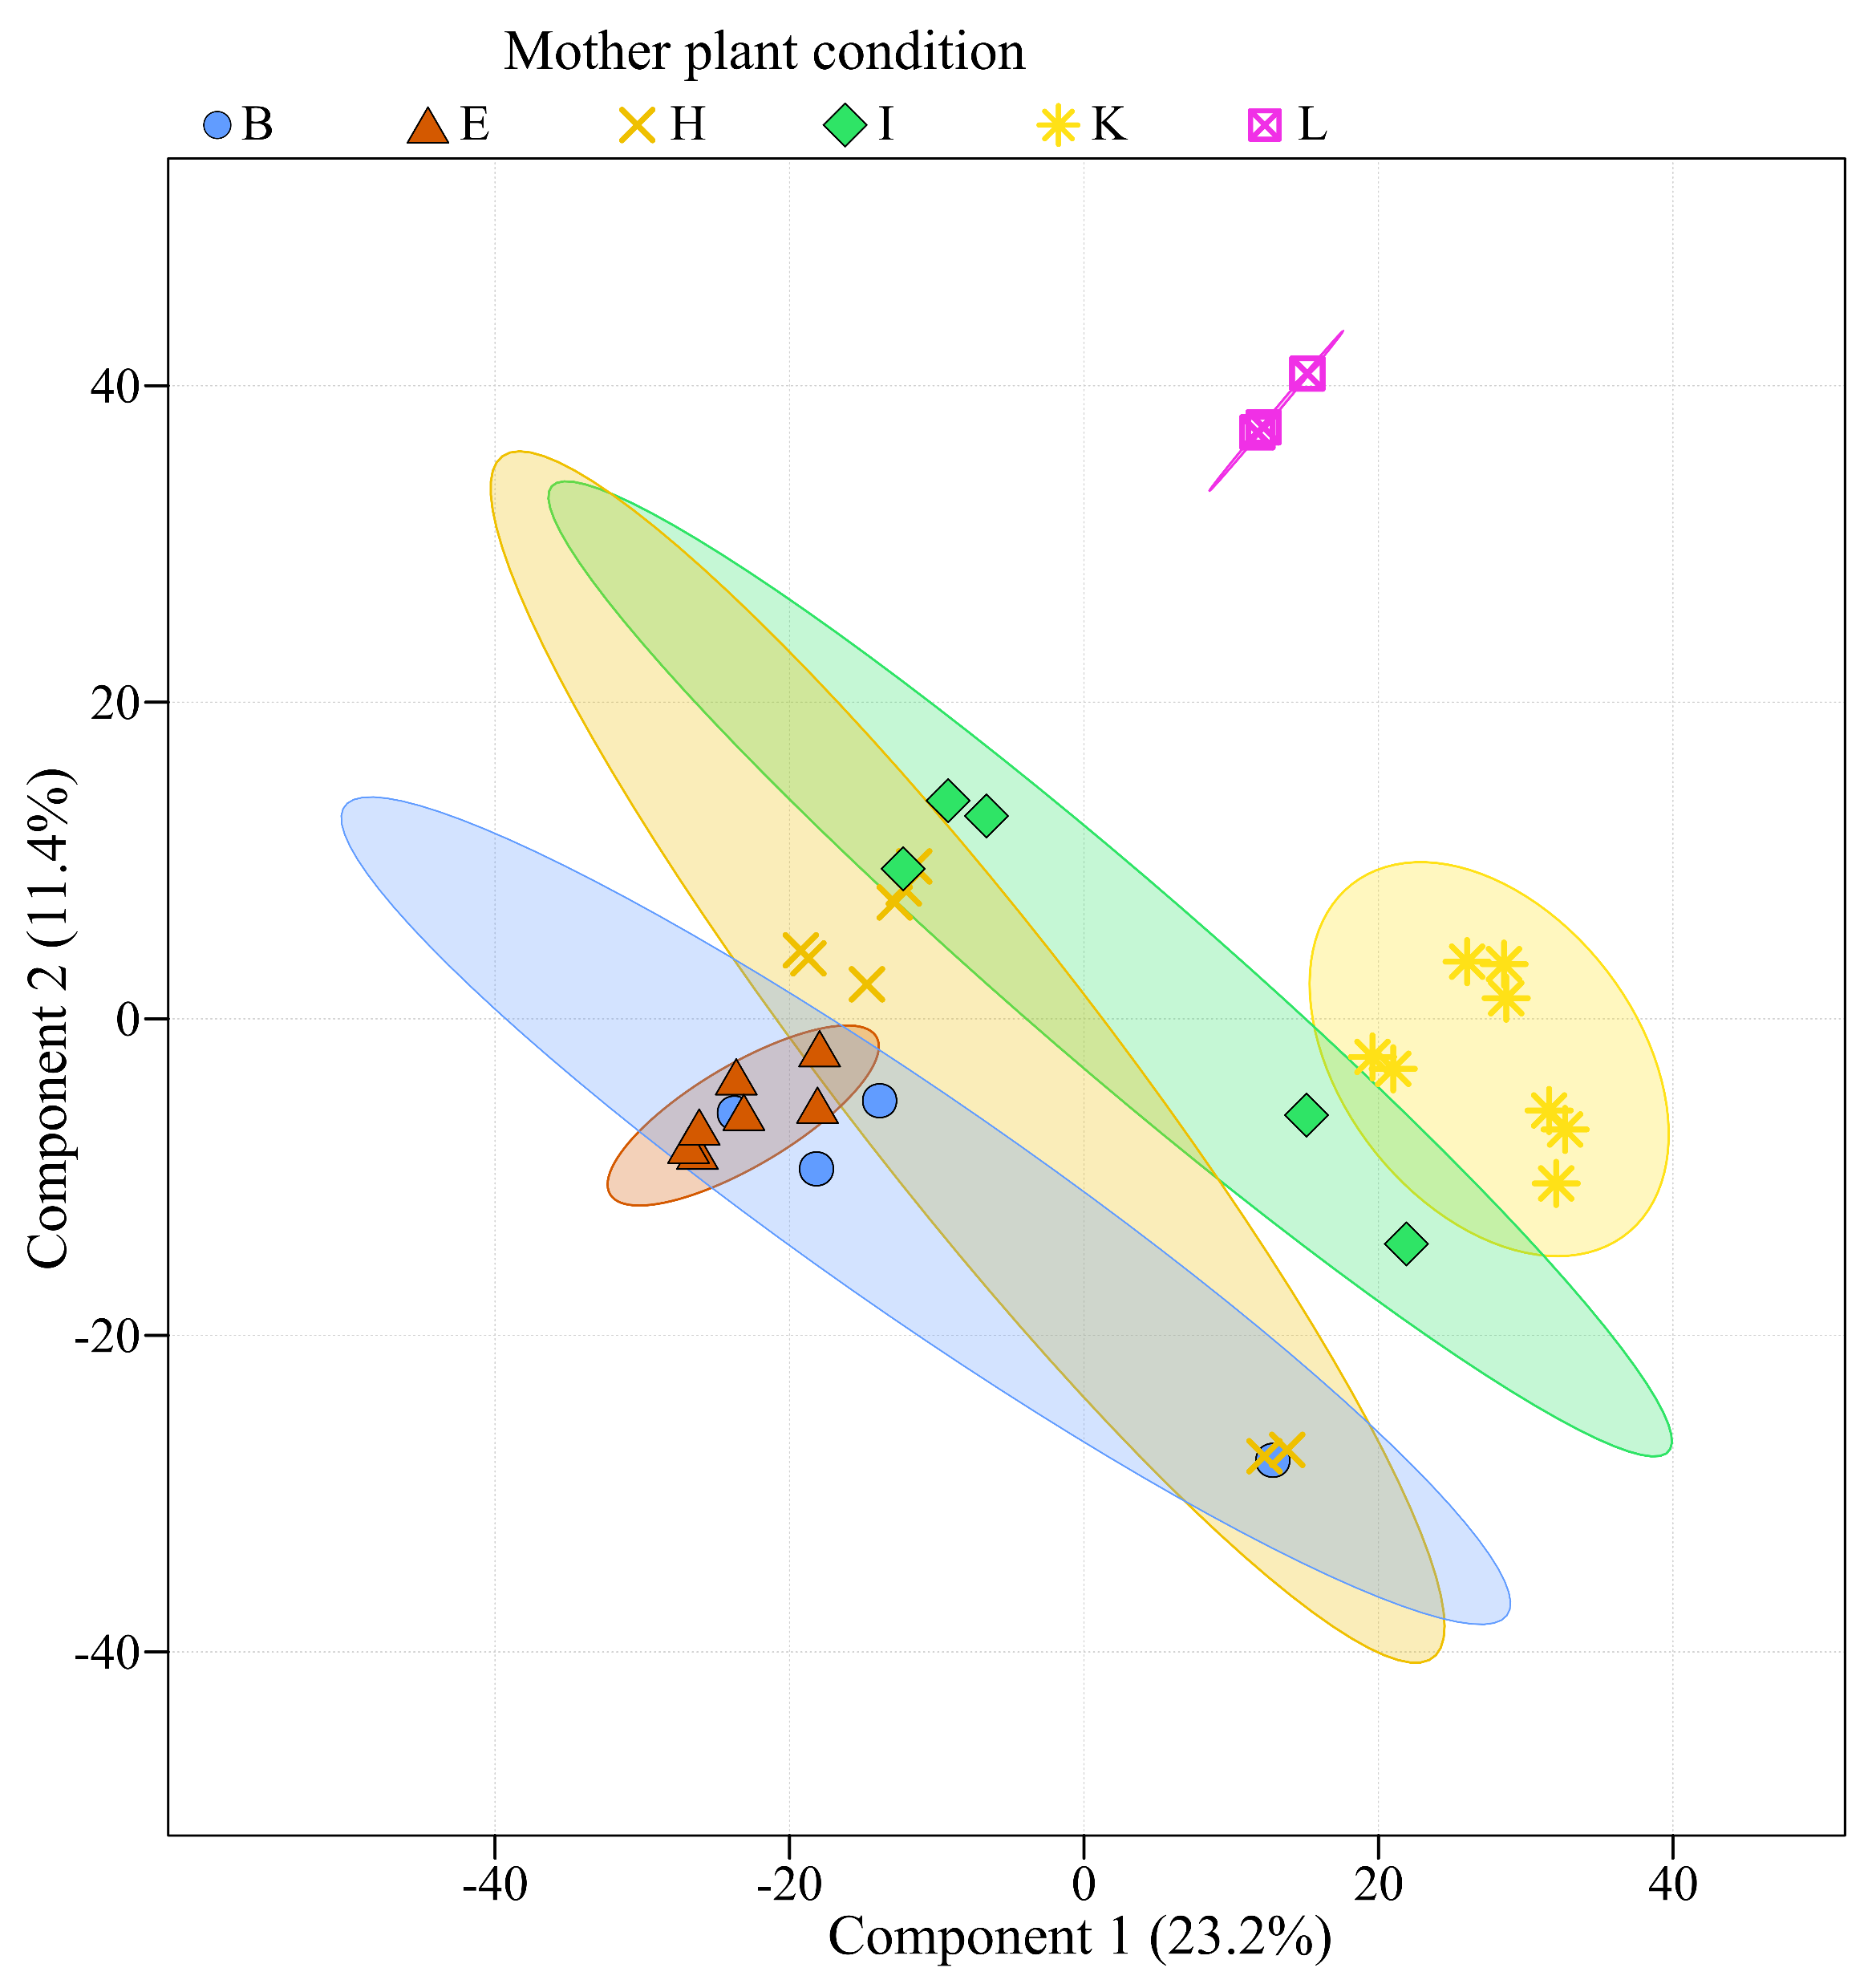 Mother plant condition
B E H I K L
40
20
0
-20
-40
Component 2 (11.4%)
-40 -20 0 20 40
Component 1 (23.2%)